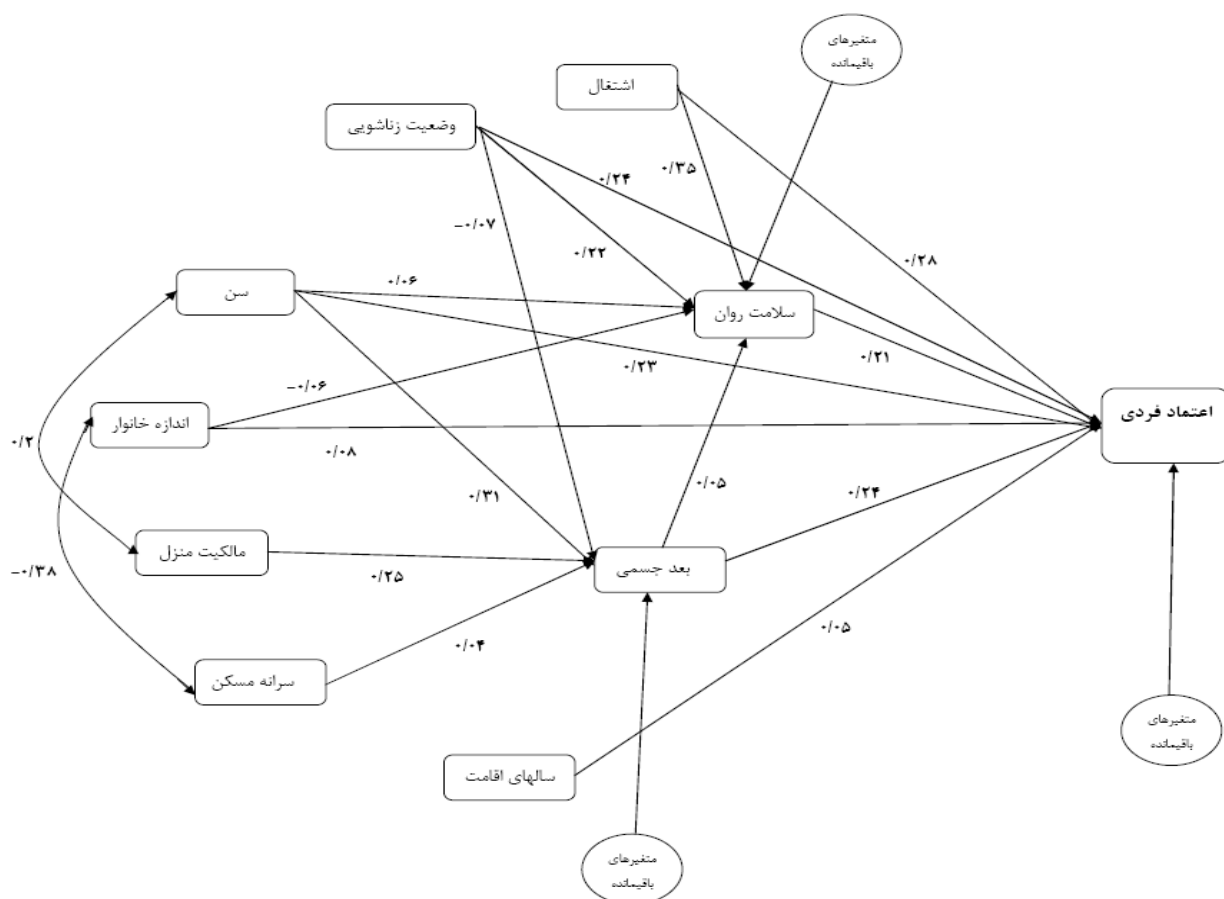 متغیرهای
باقیمانده
اشتغال
وضعیت زناشویی
۰/۲۴
۰/۳۵
-۰/۰۷
۰/۲۲
۰/۲۸
سن
۰/۰۶
سلامت روان
۰/۲۱
۰/۲۳
-۰/۰۶
اعتماد فردی
اندازه خانوار
۰/۲
۰/۰۸
۰/۰۵
۰/۳۱
۰/۲۴
مالکیت منزل
-۰/۳۸
۰/۲۵
بعد جسمی
۰/۰۵
۰/۰۴
سرانه مسکن
متغیرهای
باقیمانده
سالهای اقامت
متغیرهای
باقیمانده